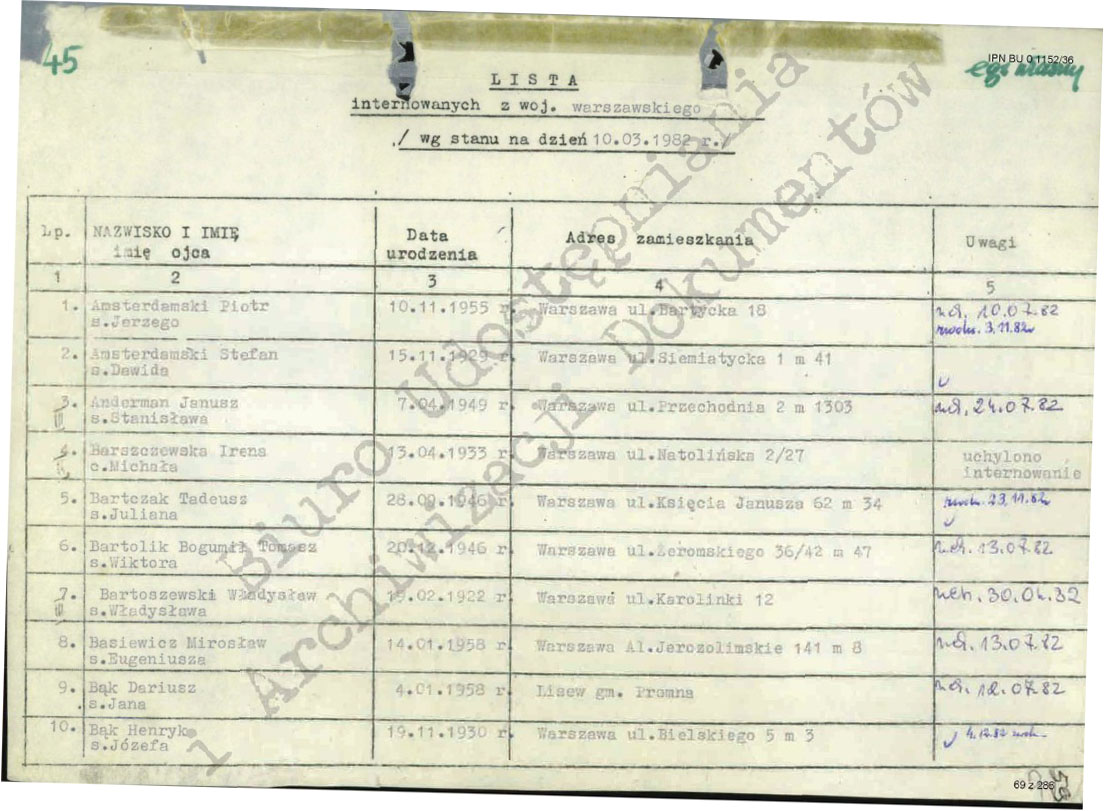 45
IPN BU 0 1152/36
egz. własny
L I S T A
internowanych z woj. warszawskiego
/ wg stanu na dzień 10.03.1982 r./
Lp. NAZWISKO I IMIĘ imię ojca Data urodzenia Adres zamieszkania Uwagi
1 2 3 4 5
1. Amsterdamski Piotr 10.11.1955 r. Warszawa ul.Bartycka 18 uch. 10.07.82
s.Jerzego zwoln. 3.11.82
2. Amsterdamski Stefan 15.11.1929 r. Warszawa ul.Siemiatycka 1 m 41
s.Dawida
3. Anderman Janusz 7.04.1949 r. Warszawa ul.Przechodnia 2 m 1303 uch. 24.07.82
s.Stanisława
4. Barszczewska Irena 13.04.1933 r. Warszawa ul.Natolińska 2/27 uchylono
c.Michała internowanie
5. Bartczak Tadeusz 28.09.1946 r. Warszawa ul.Księcia Janusza 62 m 34 zwoln. 23.11.82
s.Juliana
6. Bartolik Bogumił Tomasz 20.12.1946 r. Warszawa ul.Żeromskiego 36/42 m 47 uch. 13.07.82
s.Wiktora
7. Bartoszewski Władysław 19.02.1922 r. Warszawa ul.Karolinki 12 uch. 30.04.82
s.Władysława
8. Basiewicz Mirosław 14.01.1958 r. Warszawa Al.Jerozolimskie 141 m 8 uch. 13.07.82
s.Eugeniusza
9. Bąk Dariusz 4.01.1958 r. Lisew gm. Promna uch. 12.07.82
s.Jana
10. Bąk Henryk 19.11.1930 r. Warszawa ul.Bielskiego 5 m 3 4.12.82 zwoln.
s.Józefa
Biuro Udostępniania
i Archiwizacji Dokumentów
69 z 286